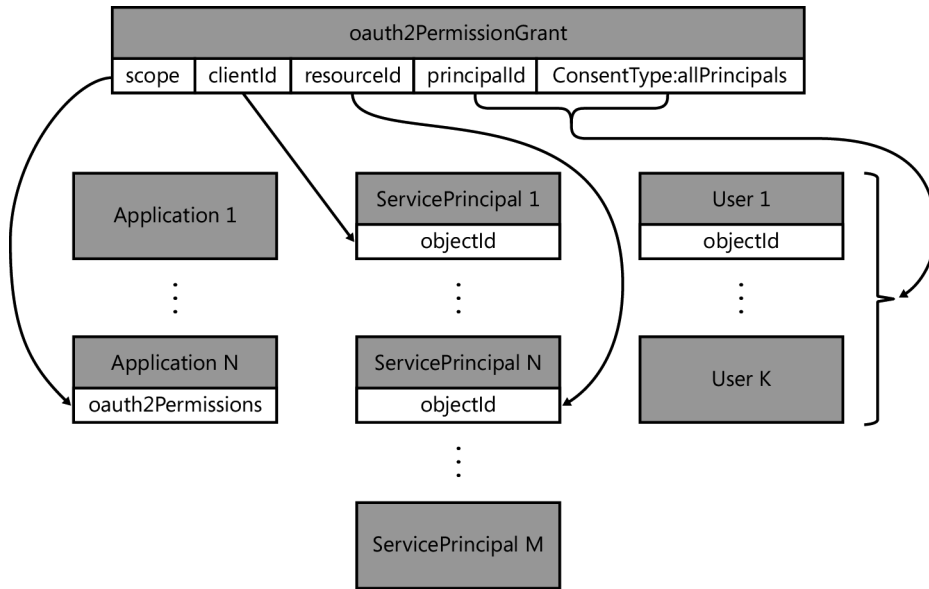 oauth2PermissionGrant
scope clientId resourceId principalId ConsentType:allPrincipals
Application 1
ServicePrincipal 1
objectId
User 1
objectId
Application N
oauth2Permissions
ServicePrincipal N
objectId
User K
ServicePrincipal M